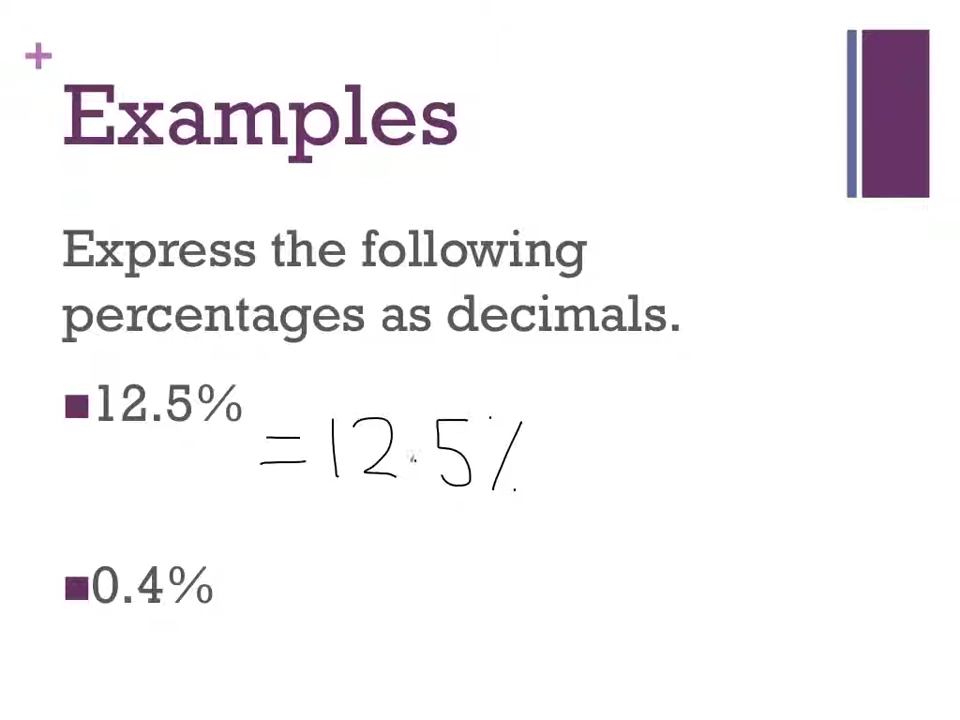 +
Examples
Express the following
percentages as decimals.
■12.5%
= 12.5%
■0.4%